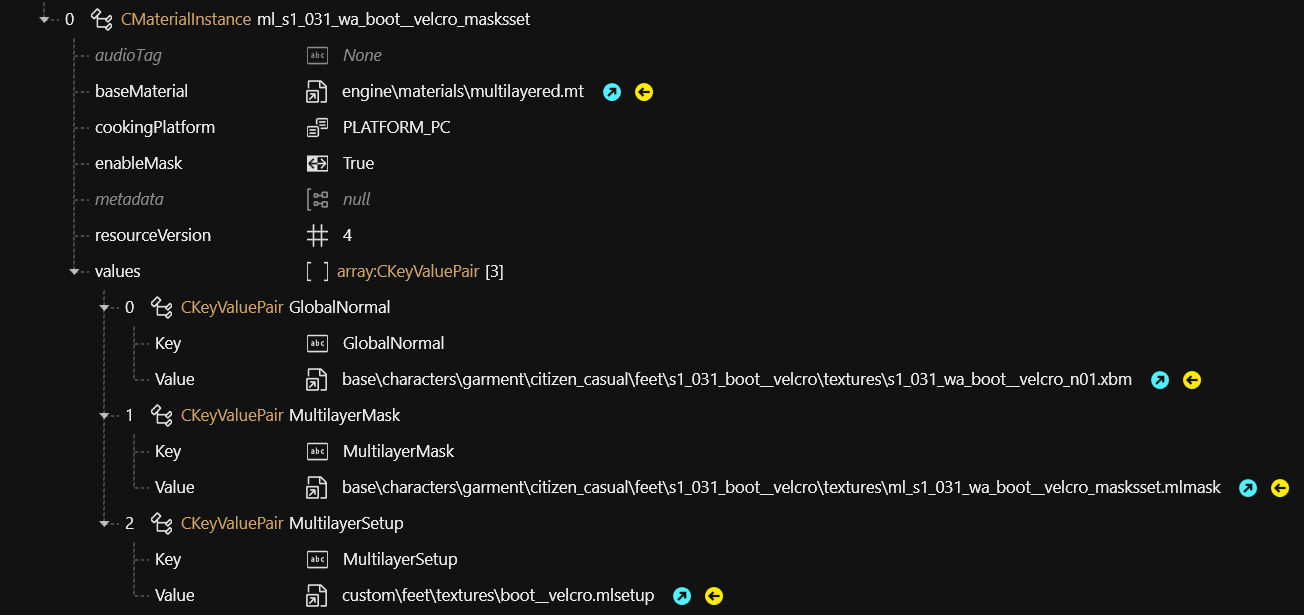 0 CMaterialInstance ml_s1_031_wa_boot__velcro_masksset
audioTag abc None
baseMaterial engine\materials\multilayered.mt
cookingPlatform PLATFORM_PC
enableMask True
metadata null
resourceVersion 4
values [ ] array:CKeyValuePair [3]
0 CKeyValuePair GlobalNormal
Key abc GlobalNormal
Value base\characters\garment\citizen_casual\feet\s1_031_boot__velcro\textures\s1_031_wa_boot__velcro_n01.xbm
1 CKeyValuePair MultilayerMask
Key abc MultilayerMask
Value base\characters\garment\citizen_casual\feet\s1_031_boot__velcro\textures\ml_s1_031_wa_boot__velcro_masksset.mlmask
2 CKeyValuePair MultilayerSetup
Key abc MultilayerSetup
Value custom\feet\textures\boot__velcro.mlsetup